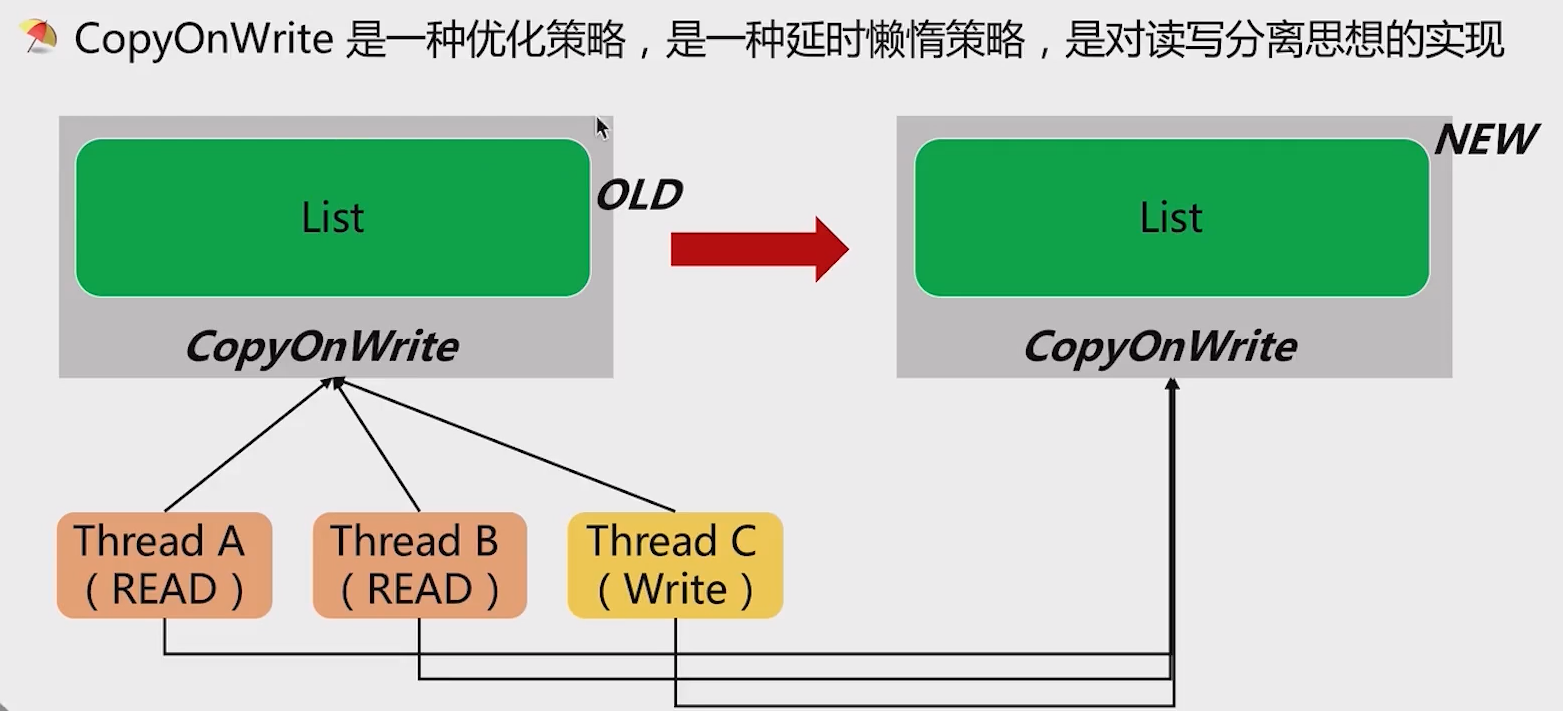 CopyOnWrite 是一种优化策略，是一种延时懒惰策略，是对读写分离思想的实现
List
OLD
CopyOnWrite
NEW
List
CopyOnWrite
Thread A
（READ）
Thread B
（READ）
Thread C
（Write）